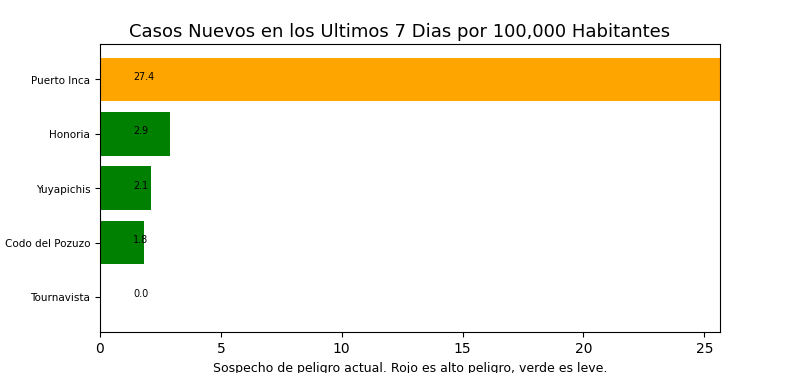 Casos Nuevos en los Ultimos 7 Dias por 100,000 Habitantes
Puerto Inca 27.4
Honoria 2.9
Yuyapichis 2.1
Codo del Pozuzo 1.8
Tournavista 0.0
0 5 10 15 20 25
Sospecho de peligro actual. Rojo es alto peligro, verde es leve.